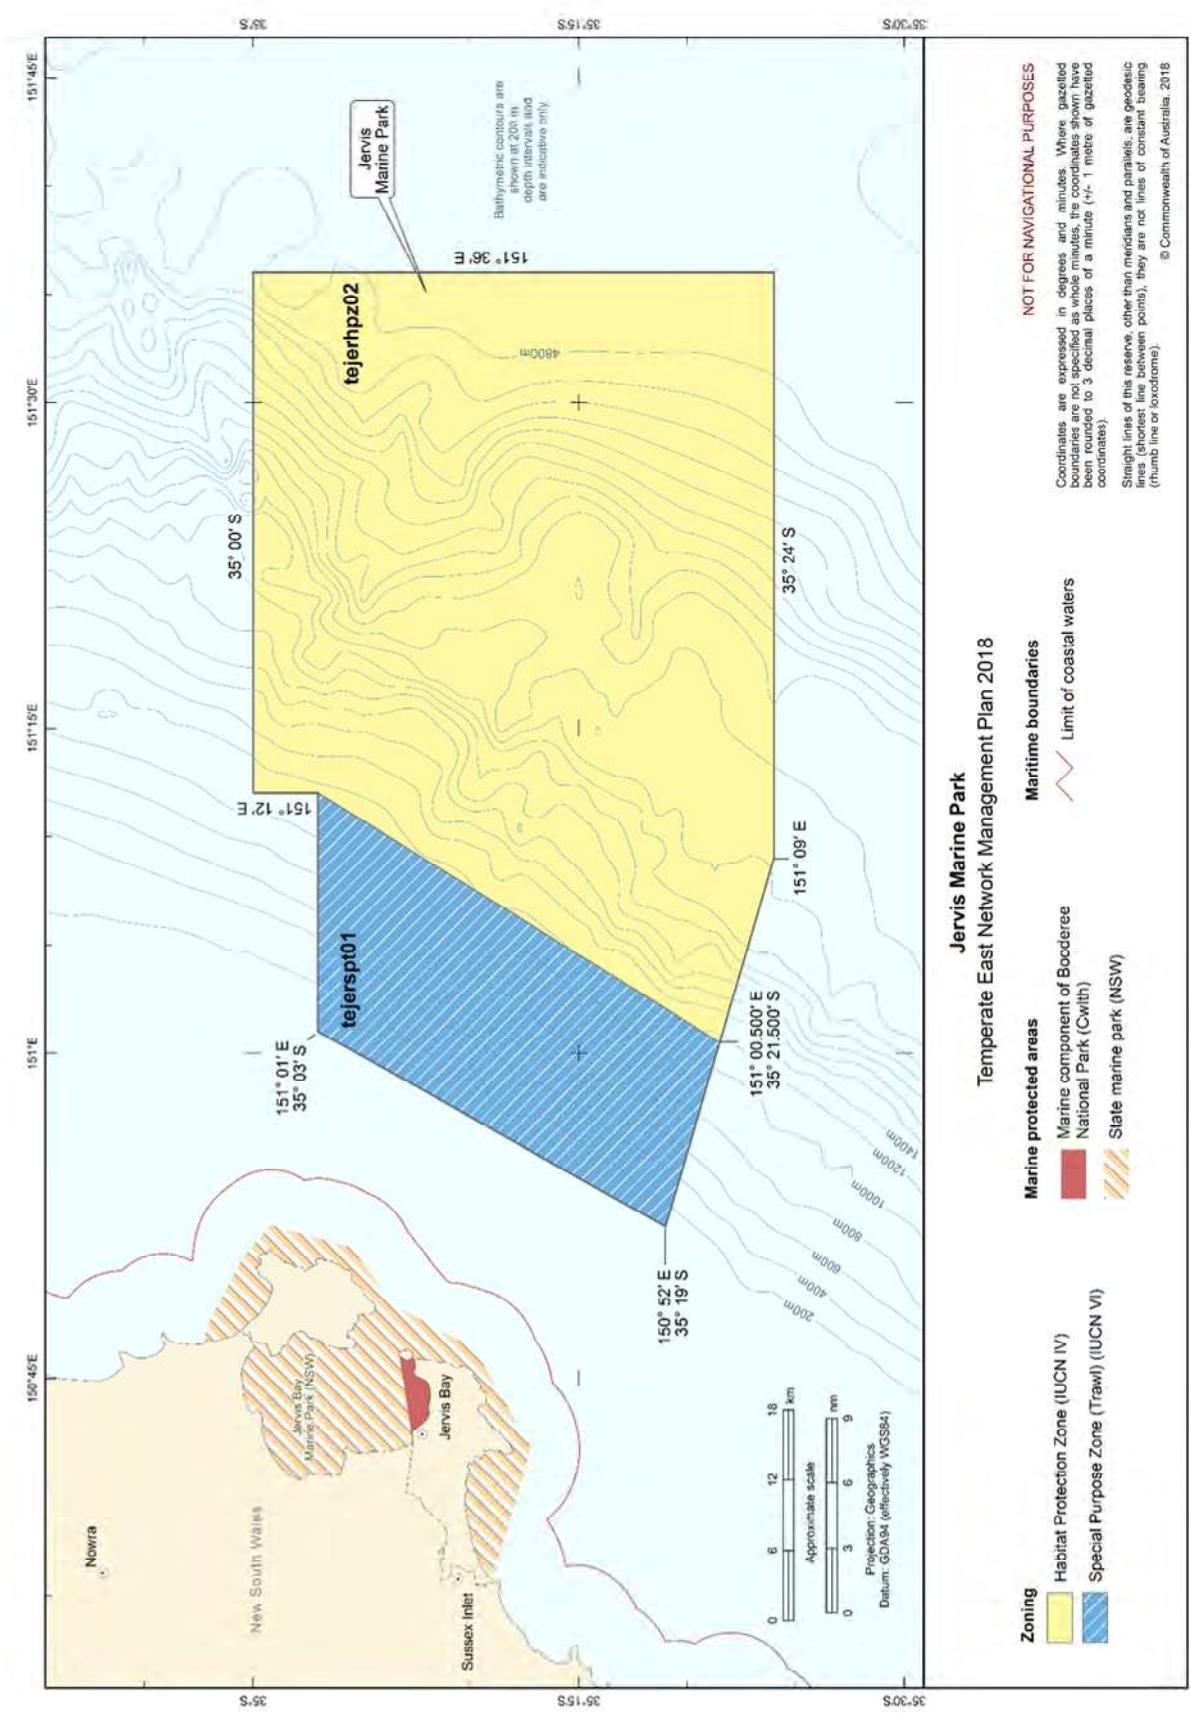 150°45'E
151°E
151°15'E
151°30'E
151°45'E
35°S
35°S
35°15'S
35°15'S
35°30'S
35°30'S
Nowra
New South Wales
Jervis Bay
Marine Park (NSW)
Jervis Bay
Sussex Inlet
151° 01' E
35° 03' S
tejerspt01
151° 12' E
35° 00' S
tejerhpz02
Jervis
Marine Park
Bathymetric contours are
shown at 200 m
depth intervals and
are indicative only
151° 36' E
4800m
35° 24' S
151° 09' E
151° 00.500' E
35° 21.500' S
150° 52' E
35° 19' S
200m
400m
600m
800m
1000m
1200m
1400m
0 6 12 18
km
Approximate scale
nm
0 3 6 9
Projection: Geographics
Datum: GDA94 (effectively WGS84)
Jervis Marine Park
Temperate East Network Management Plan 2018
Zoning
Habitat Protection Zone (IUCN IV)
Special Purpose Zone (Trawl) (IUCN VI)
Marine protected areas
Marine component of Booderee
National Park (Cwlth)
State marine park (NSW)
Maritime boundaries
Limit of coastal waters
NOT FOR NAVIGATIONAL PURPOSES
Coordinates are expressed in degrees and minutes. Where gazetted
boundaries are not specified as whole minutes, the coordinates shown have
been rounded to 3 decimal places of a minute (+/- 1 metre of gazetted
coordinates).
Straight lines of this reserve, other than meridians and parallels, are geodesic
lines (shortest line between points), they are not lines of constant bearing
(rhumb line or loxodrome).
© Commonwealth of Australia, 2018